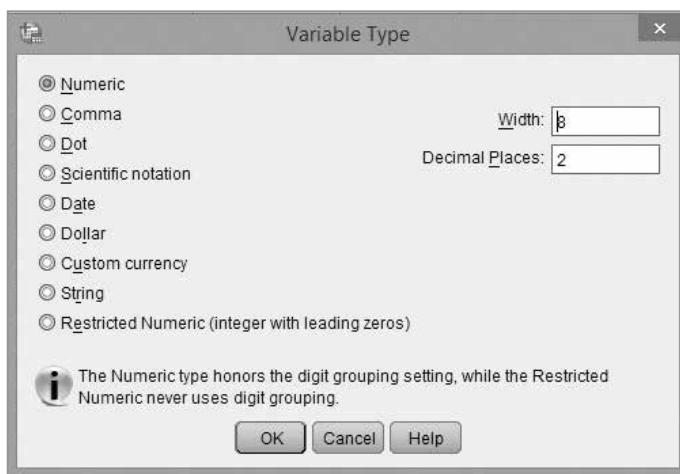 Variable Type
Numeric
Comma
Width: 8
Dot
Decimal Places: 2
Scientific notation
Date
Dollar
Custom currency
String
Restricted Numeric (integer with leading zeros)
The Numeric type honors the digit grouping setting, while the Restricted
Numeric never uses digit grouping.
OK Cancel Help